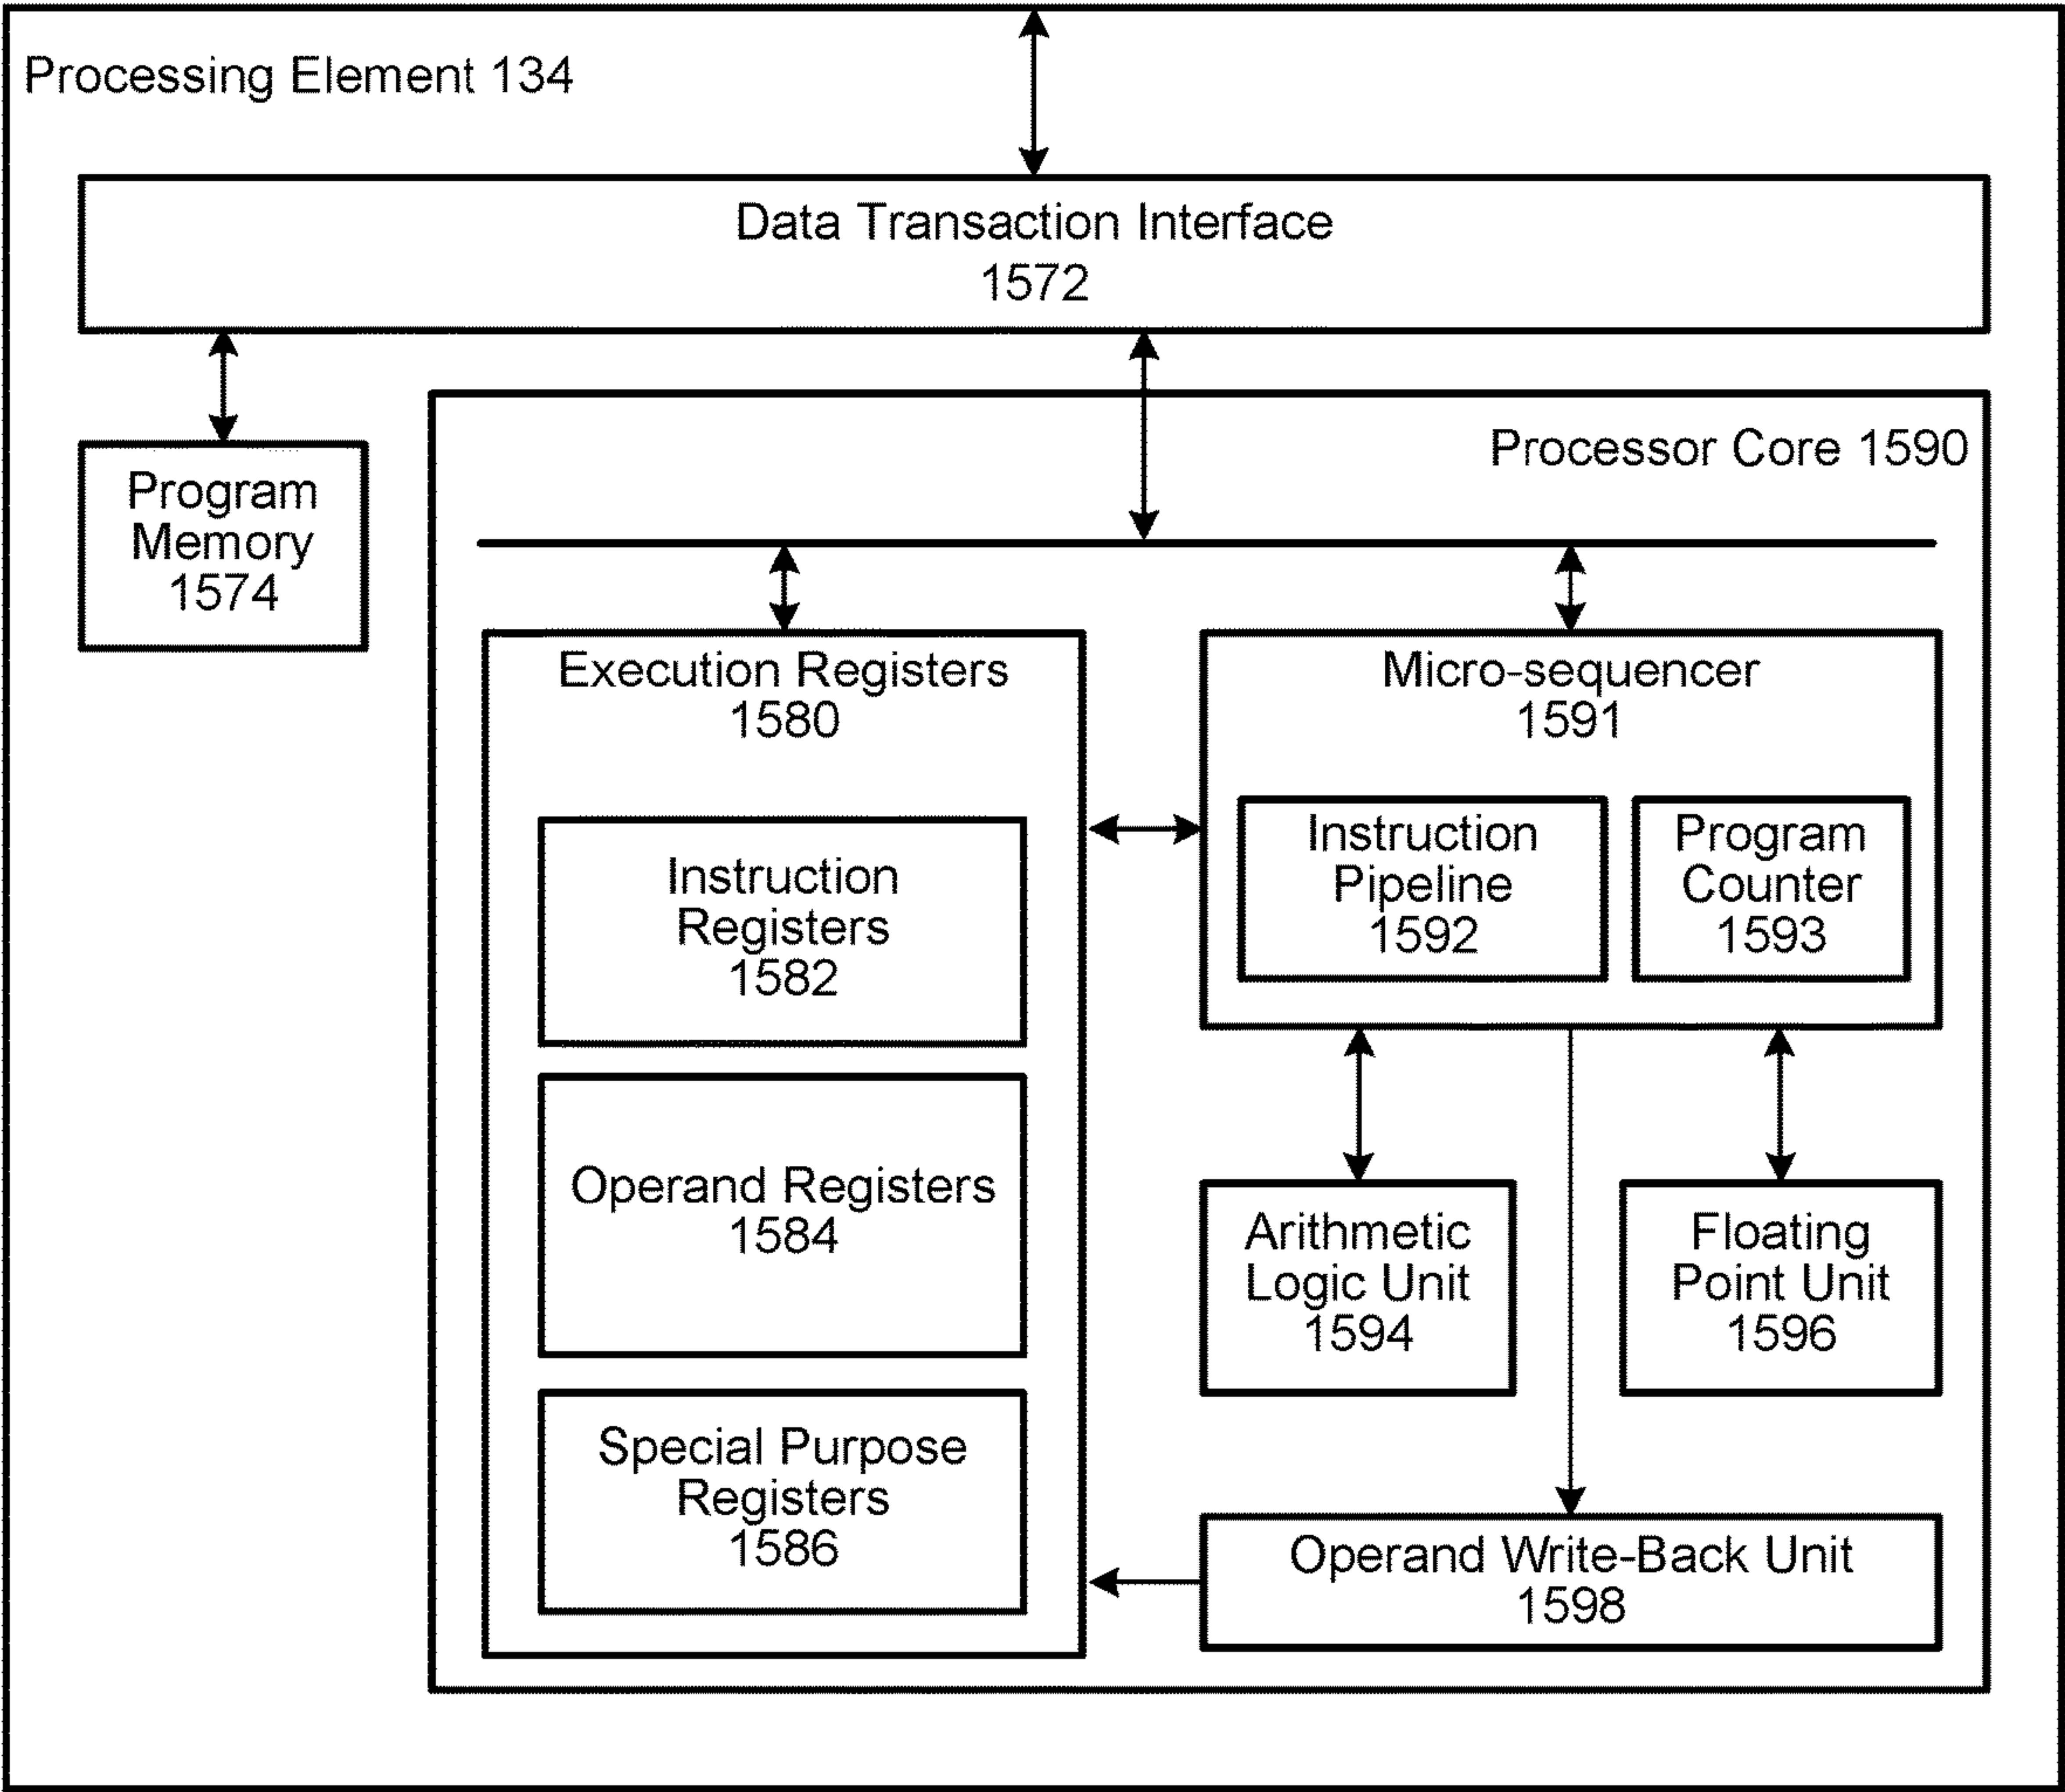 Processing Element 134
Data Transaction Interface
1572
Program
Memory
1574
Processor Core 1590
Execution Registers
1580
Instruction
Registers
1582
Operand Registers
1584
Special Purpose
Registers
1586
Micro-sequencer
1591
Instruction
Pipeline
1592
Program
Counter
1593
Arithmetic
Logic Unit
1594
Floating
Point Unit
1596
Operand Write-Back Unit
1598